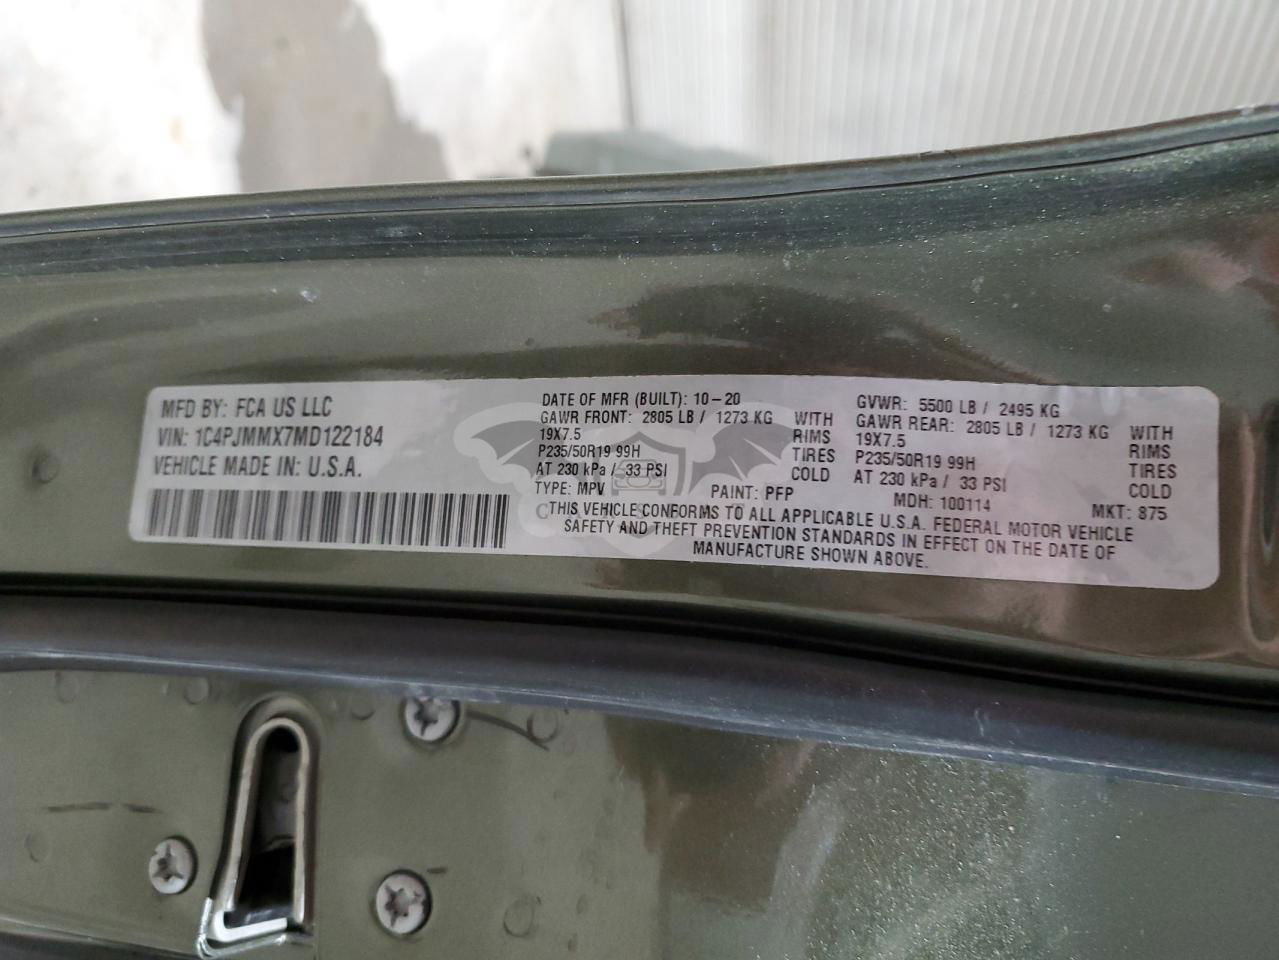 MFD BY: FCA US LLC
VIN: 1C4PJMMX7MD122184
VEHICLE MADE IN: U.S.A.
DATE OF MFR (BUILT): 10-20
GAWR FRONT: 2805 LB / 1273 KG WITH
19X7.5 RIMS
P235/50R19 99H TIRES
AT 230 kPa / 33 PSI COLD
GVWR: 5500 LB / 2495 KG
GAWR REAR: 2805 LB / 1273 KG WITH
19X7.5 RIMS
P235/50R19 99H TIRES
AT 230 kPa / 33 PSI COLD
TYPE: MPV PAINT: PFP MDH: 100114 MKT: 875
THIS VEHICLE CONFORMS TO ALL APPLICABLE U.S.A. FEDERAL MOTOR VEHICLE
SAFETY AND THEFT PREVENTION STANDARDS IN EFFECT ON THE DATE OF
MANUFACTURE SHOWN ABOVE.